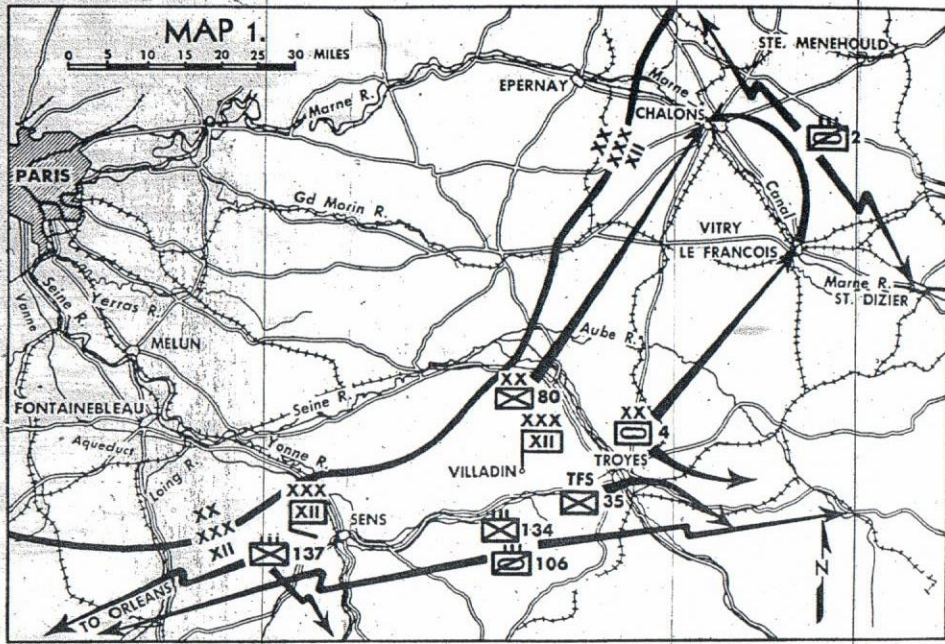 MAP 1.
0 5 10 15 20 25 30 MILES
STE. MENEHOULD
EPERNAY
Marne
CHALONS
Marne R.
XX
XXX
XII
2
PARIS
Gd Morin R.
Canal
VITRY
LE FRANCOIS
Marne R.
ST. DIZIER
Vanne
Seine R.
Yerras R.
MELUN
Aube R.
FONTAINEBLEAU
Seine R.
XX
80
XXX
XII
XX
4
TROYES
Aqueduct
Loing R.
Yonne R.
VILLADIN
TFS
35
XXX
XII
SENS
XX
XXX
XII
137
134
106
TO ORLEANS
N